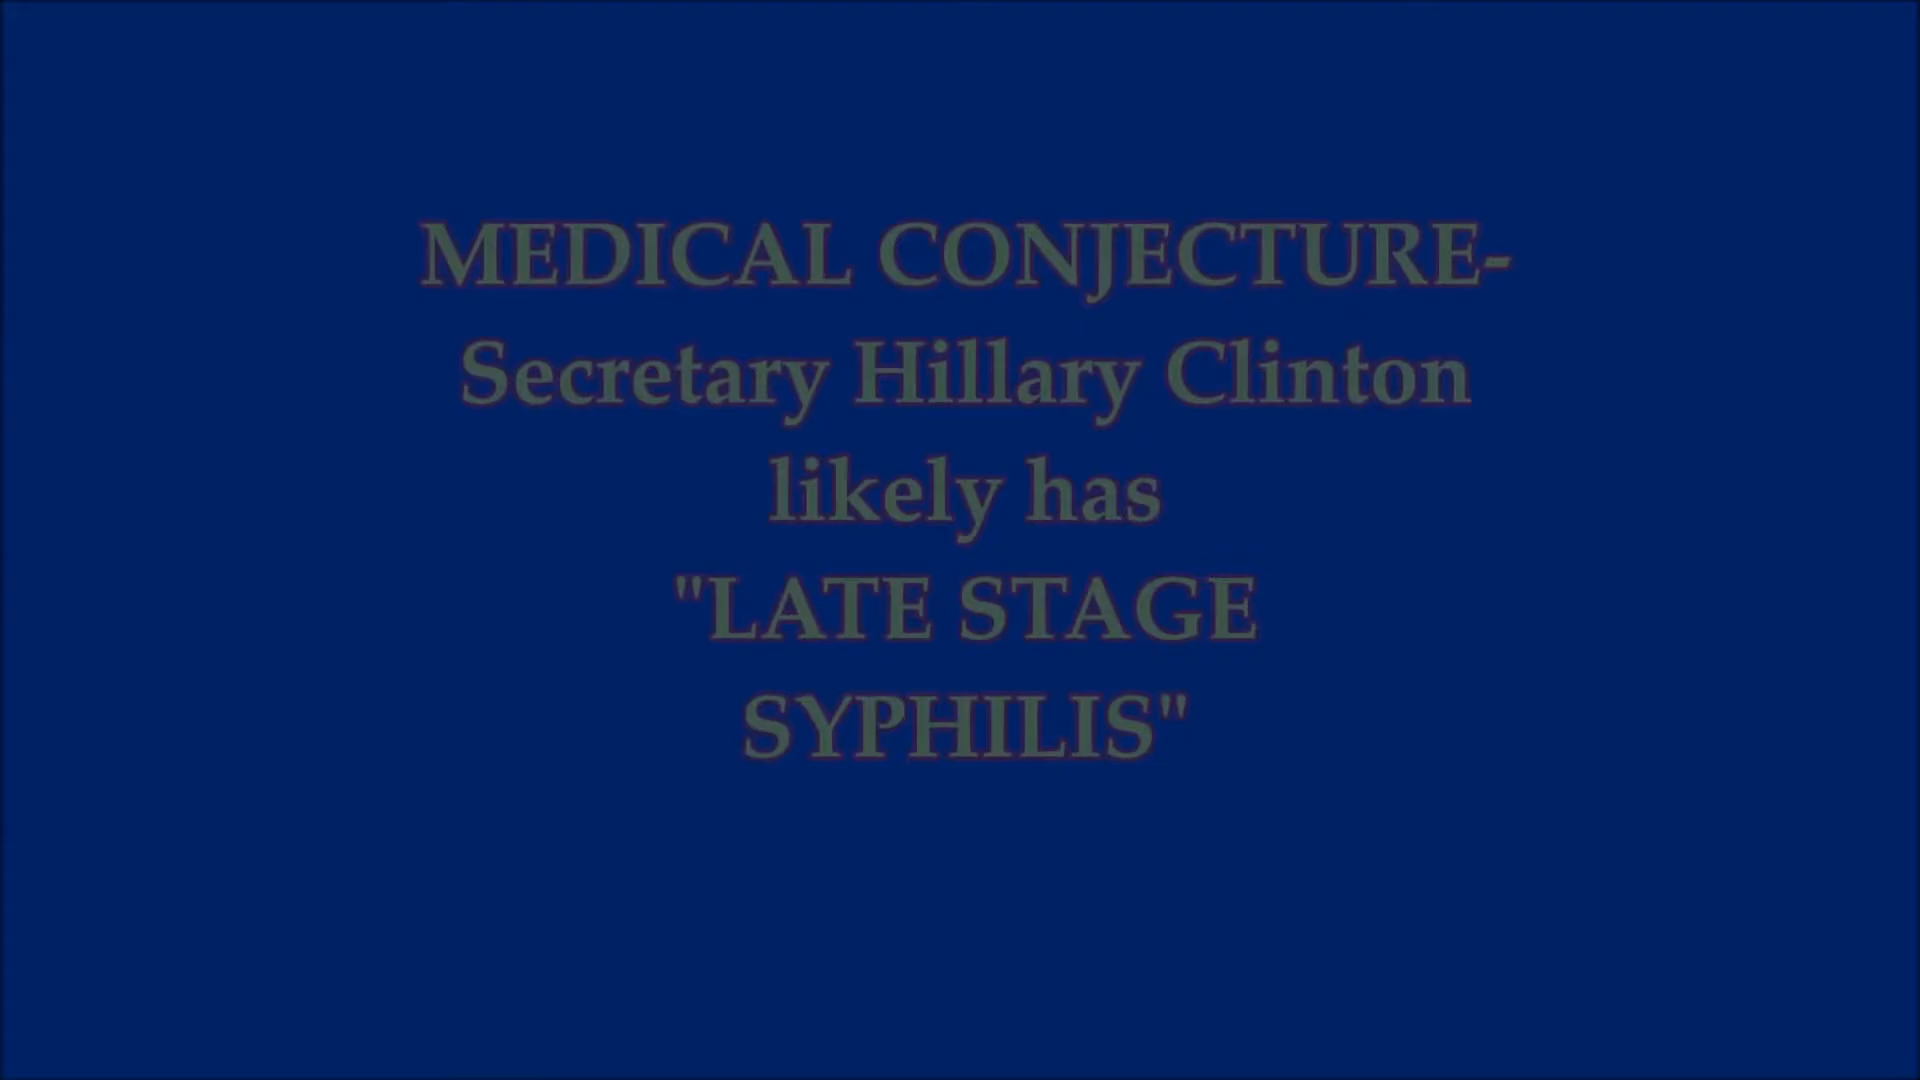 MEDICAL CONJECTURE-
Secretary Hillary Clinton
likely has
"LATE STAGE
SYPHILIS"